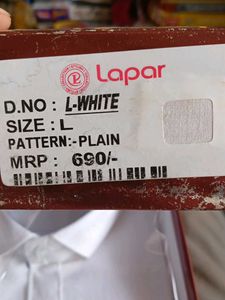 Lapar
D.NO : L-WHITE
SIZE : L
PATTERN:-PLAIN
MRP : 690/-